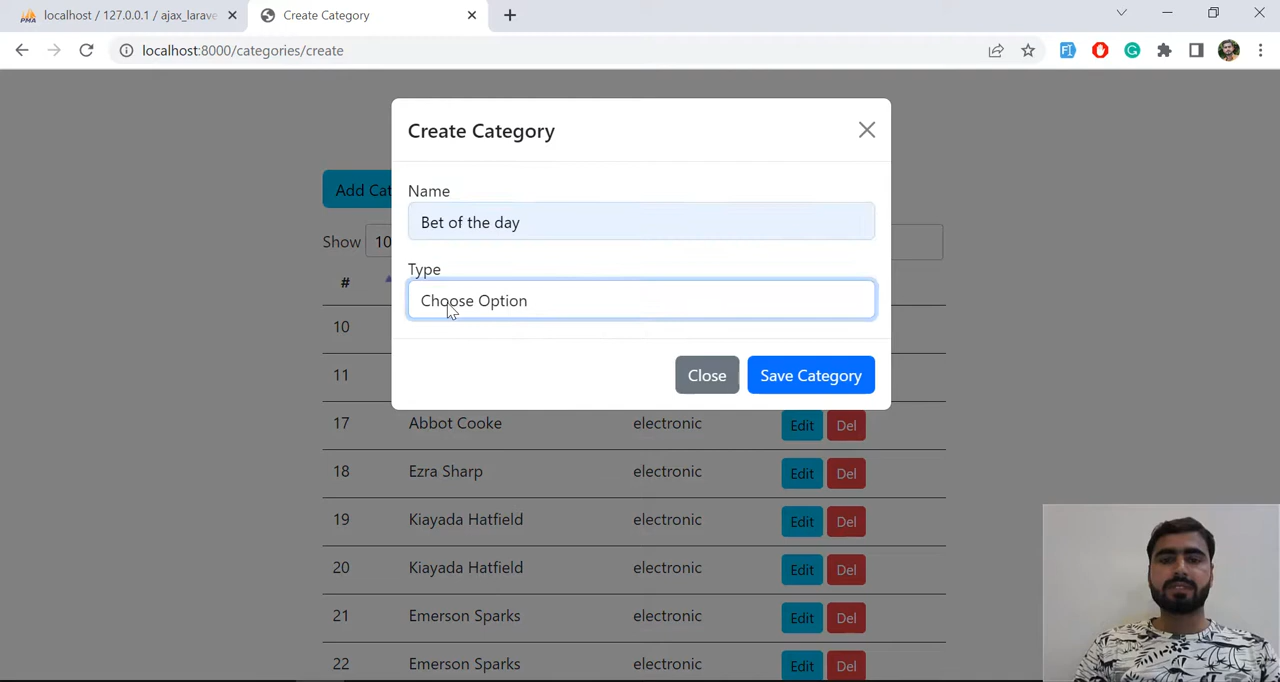 localhost / 127.0.0.1 / ajax_larave
Create Category
localhost:8000/categories/create
Create Category
Name
Bet of the day
Type
Choose Option
Close
Save Category
Add Cat
Show 10
#
10
11
17 Abbot Cooke electronic Edit Del
18 Ezra Sharp electronic Edit Del
19 Kiayada Hatfield electronic Edit Del
20 Kiayada Hatfield electronic Edit Del
21 Emerson Sparks electronic Edit Del
22 Emerson Sparks electronic Edit Del